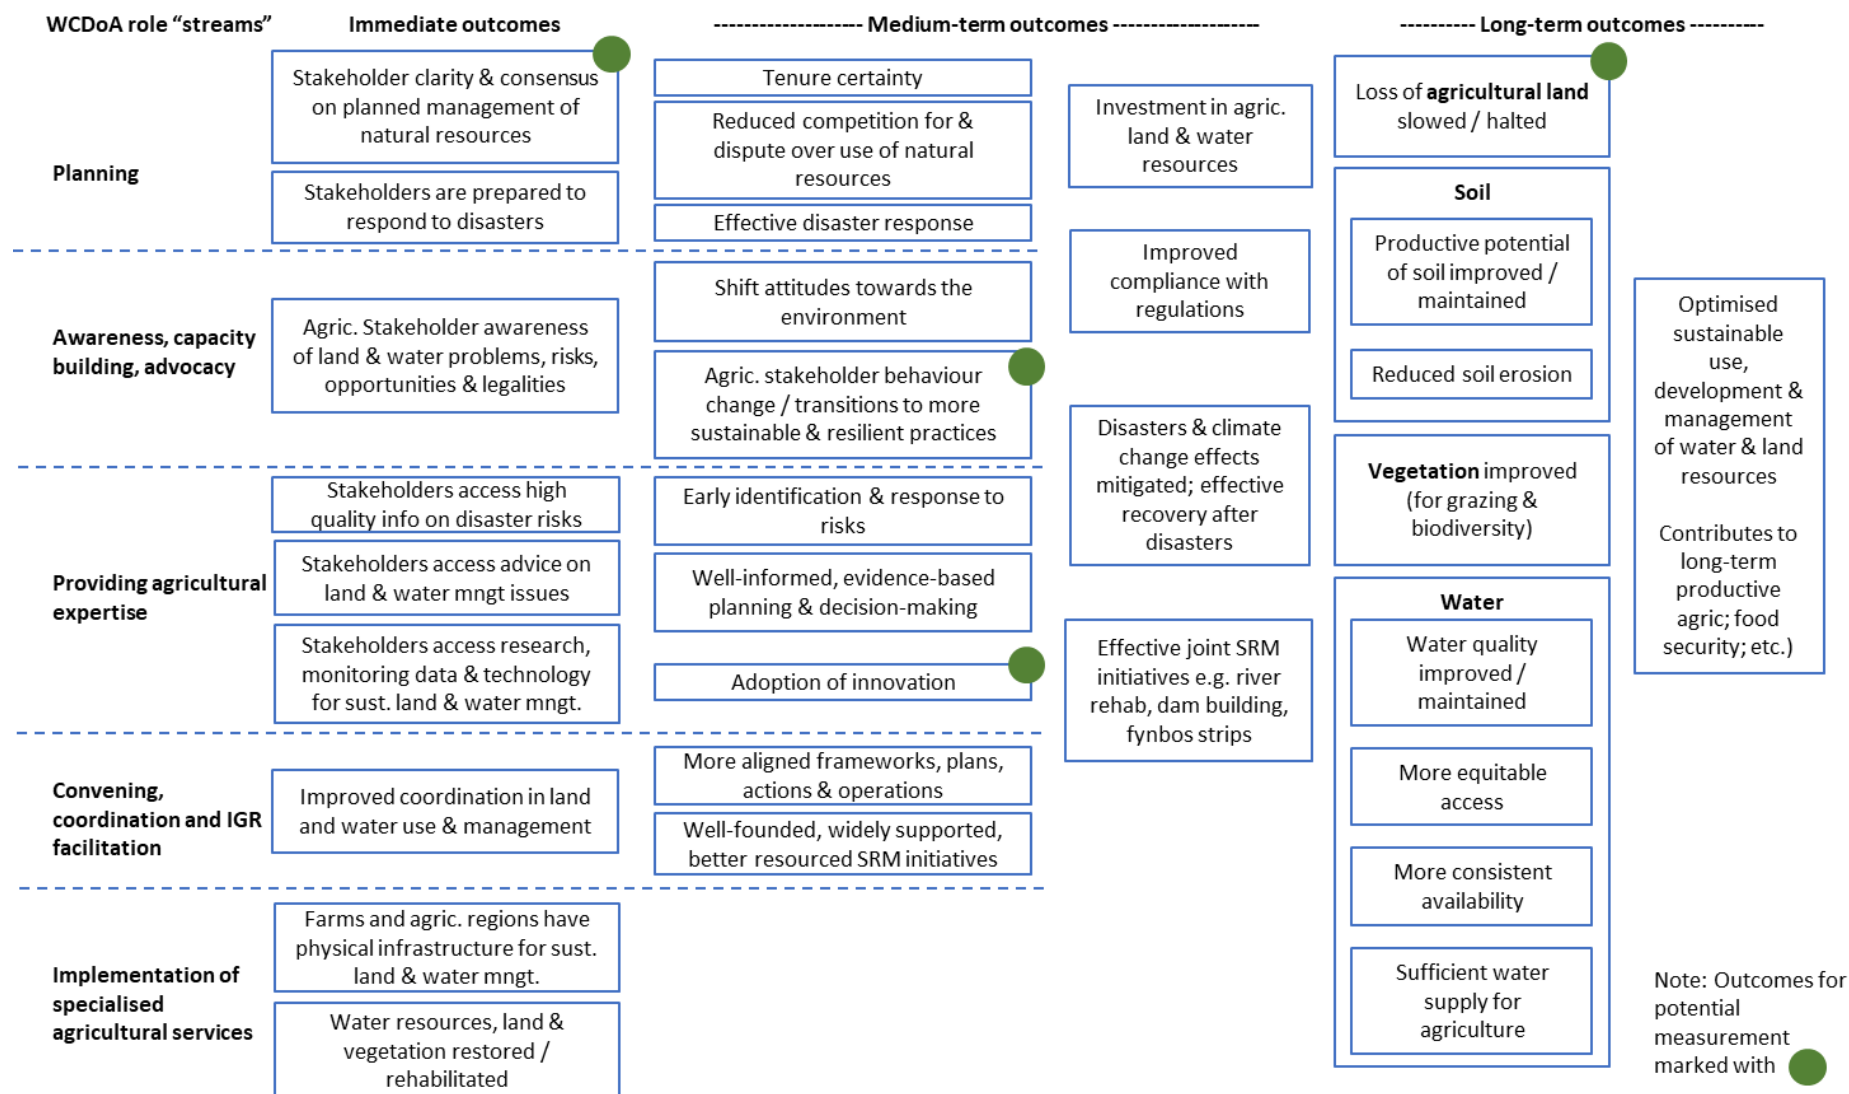 WCDoA role “streams”
Immediate outcomes
-------------------- Medium-term outcomes --------------------
---------- Long-term outcomes ----------
Planning
Stakeholder clarity & consensus
on planned management of
natural resources
Stakeholders are prepared to
respond to disasters
Tenure certainty
Reduced competition for &
dispute over use of natural
resources
Effective disaster response
Awareness, capacity
building, advocacy
Agric. Stakeholder awareness
of land & water problems, risks,
opportunities & legalities
Shift attitudes towards the
environment
Agric. stakeholder behaviour
change / transitions to more
sustainable & resilient practices
Providing agricultural
expertise
Stakeholders access high
quality info on disaster risks
Stakeholders access advice on
land & water mngt issues
Stakeholders access research,
monitoring data & technology
for sust. land & water mngt.
Early identification & response to
risks
Well-informed, evidence-based
planning & decision-making
Adoption of innovation
Convening,
coordination and IGR
facilitation
Improved coordination in land
and water use & management
More aligned frameworks, plans,
actions & operations
Well-founded, widely supported,
better resourced SRM initiatives
Implementation of
specialised
agricultural services
Farms and agric. regions have
physical infrastructure for sust.
land & water mngt.
Water resources, land &
vegetation restored /
rehabilitated
Investment in agric.
land & water
resources
Improved
compliance with
regulations
Disasters & climate
change effects
mitigated; effective
recovery after
disasters
Effective joint SRM
initiatives e.g. river
rehab, dam building,
fynbos strips
Loss of agricultural land
slowed / halted
Soil
Productive potential
of soil improved /
maintained
Reduced soil erosion
Vegetation improved
(for grazing &
biodiversity)
Water
Water quality
improved /
maintained
More equitable
access
More consistent
availability
Sufficient water
supply for
agriculture
Optimised
sustainable
use,
development &
management
of water & land
resources
Contributes to
long-term
productive
agric; food
security; etc.)
Note: Outcomes for
potential
measurement
marked with